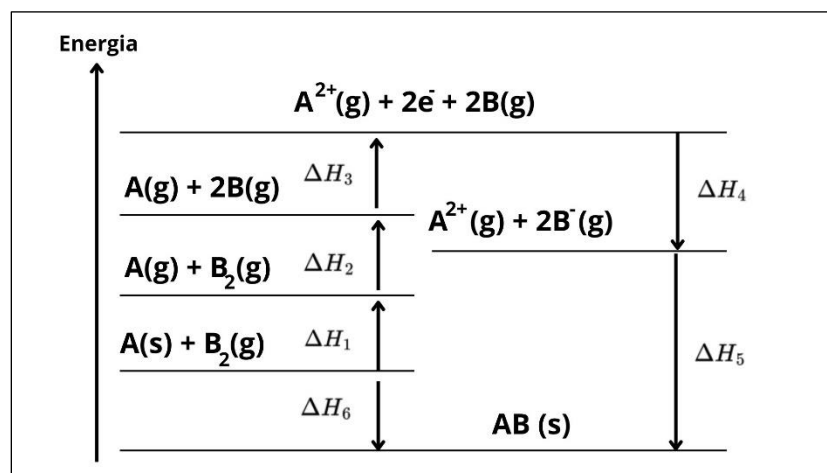 Energia
A²⁺(g) + 2e⁻ + 2B(g)
ΔH₃
ΔH₄
A(g) + 2B(g)
A²⁺(g) + 2B⁻(g)
A(g) + B₂(g)
ΔH₂
A(s) + B₂(g)
ΔH₁
ΔH₅
ΔH₆
AB (s)